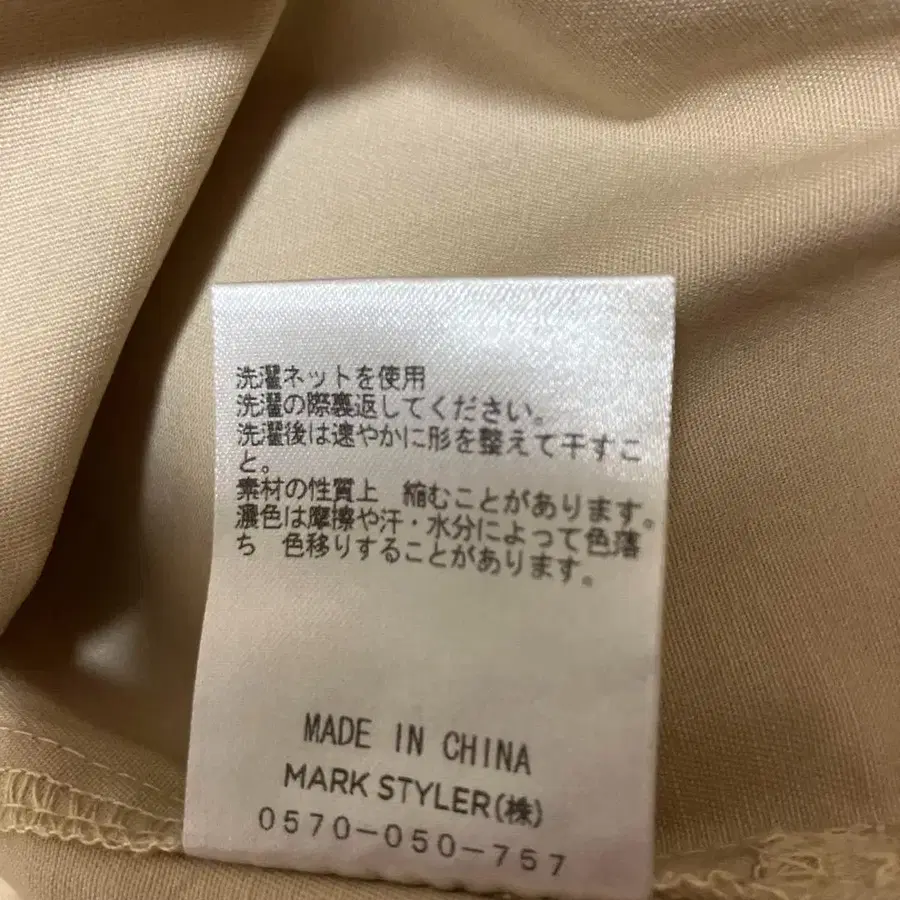 洗濯ネットを使用
洗濯の際裏返してください。
洗濯後は速やかに形を整えて干すこ
と。
素材の性質上　縮むことがあります。
濃色は摩擦や汗・水分によって色落
ち　色移りすることがあります。
MADE IN CHINA
MARK STYLER(株)
0570-050-757